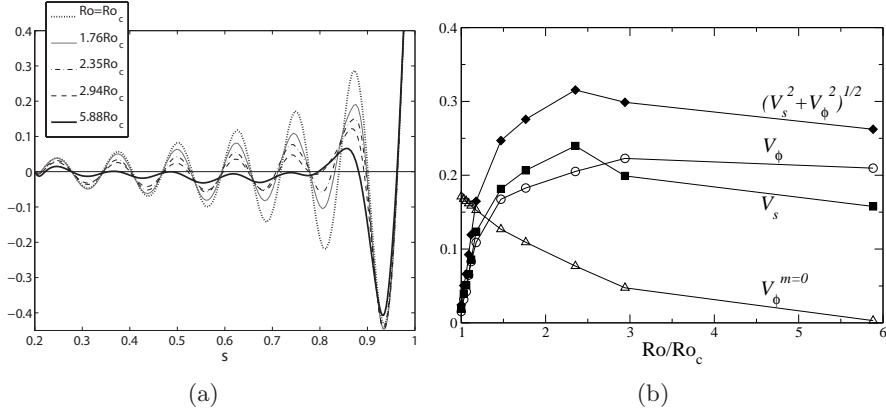 Ro=Ro_c
1.76Ro_c
2.35Ro_c
2.94Ro_c
5.88Ro_c
0.4
0.3
0.2
0.1
0
−0.1
−0.2
−0.3
−0.4
0.2 0.3 0.4 0.5 0.6 0.7 0.8 0.9 1
s
(a)
0.4
0.3
0.2
0.1
0
(V_s^2+V_ϕ^2)^{1/2}
V_ϕ
V_s
V_ϕ^{m=0}
1 2 3 4 5 6
Ro/Ro_c
(b)